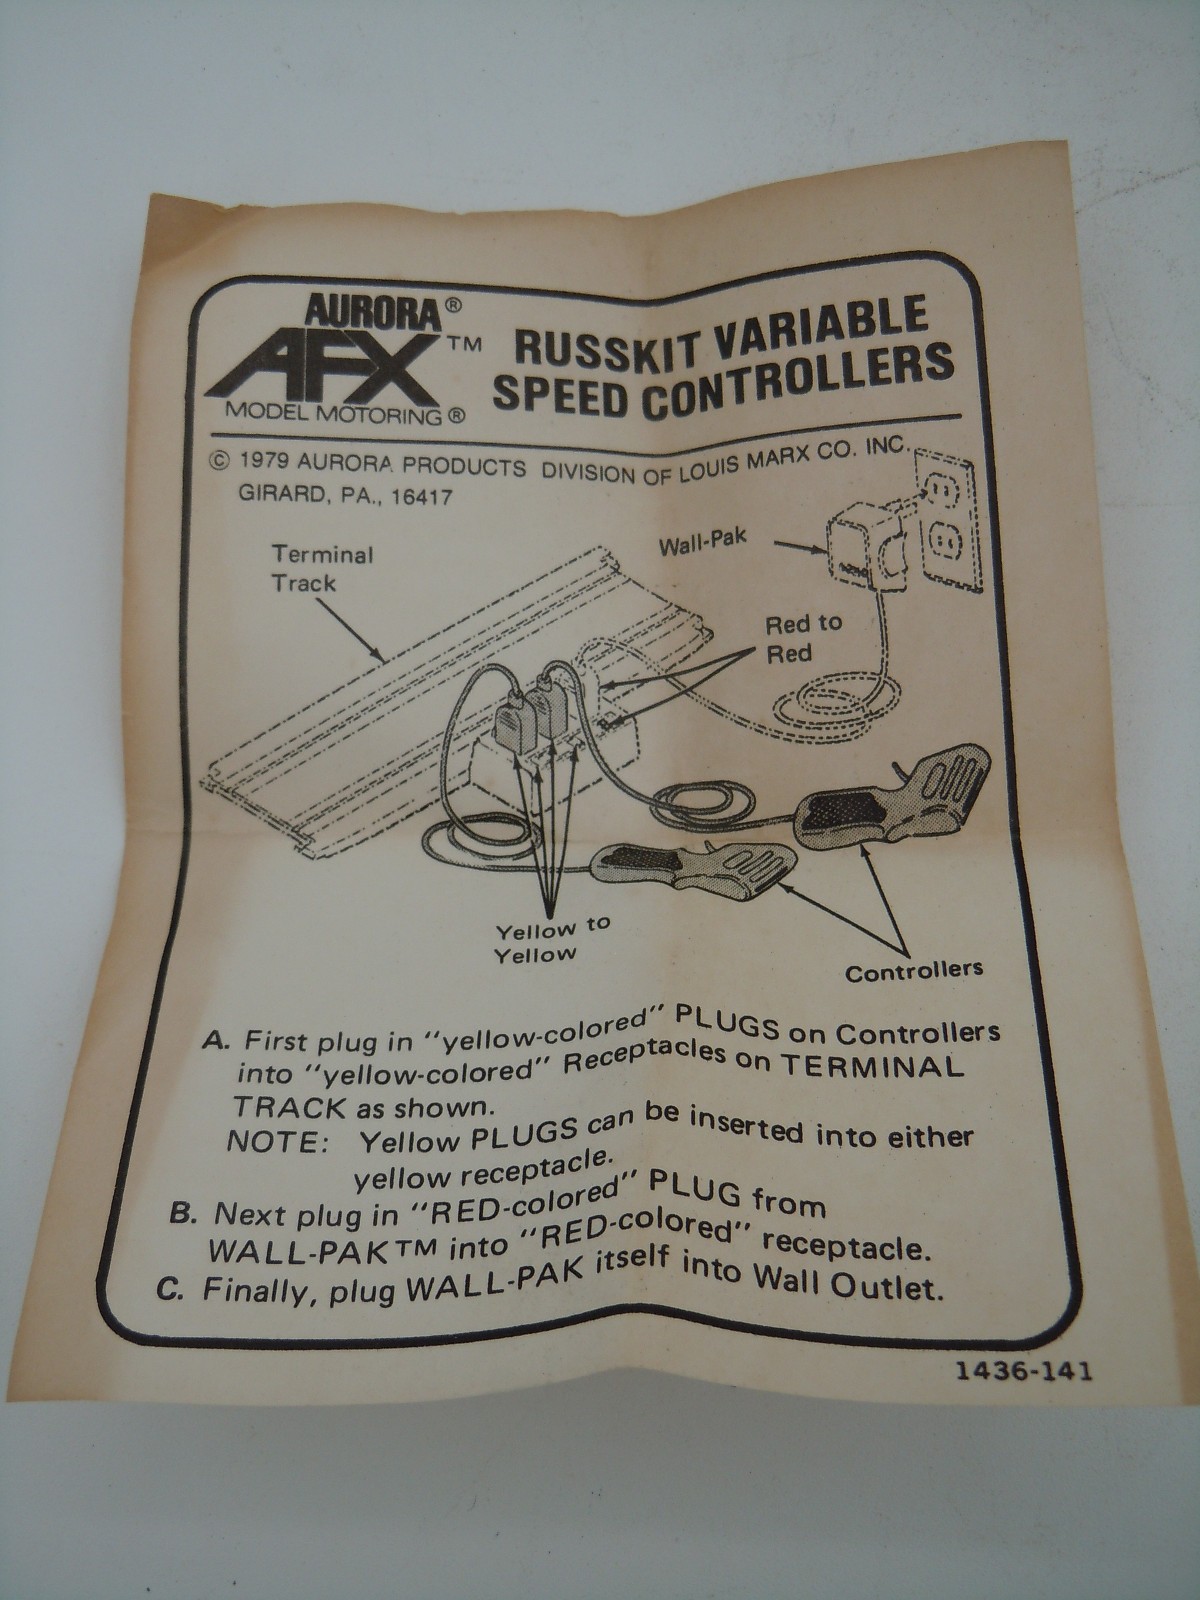 AURORA®
AFX™
MODEL MOTORING®
RUSSKIT VARIABLE
SPEED CONTROLLERS
© 1979 AURORA PRODUCTS DIVISION OF LOUIS MARX CO. INC.
GIRARD, PA., 16417
Terminal
Track
Wall-Pak
Red to
Red
Yellow to
Yellow
Controllers
A. First plug in "yellow-colored" PLUGS on Controllers
into "yellow-colored" Receptacles on TERMINAL
TRACK as shown.
NOTE: Yellow PLUGS can be inserted into either
yellow receptacle.
B. Next plug in "RED-colored" PLUG from
WALL-PAK™ into "RED-colored" receptacle.
C. Finally, plug WALL-PAK itself into Wall Outlet.
1436-141